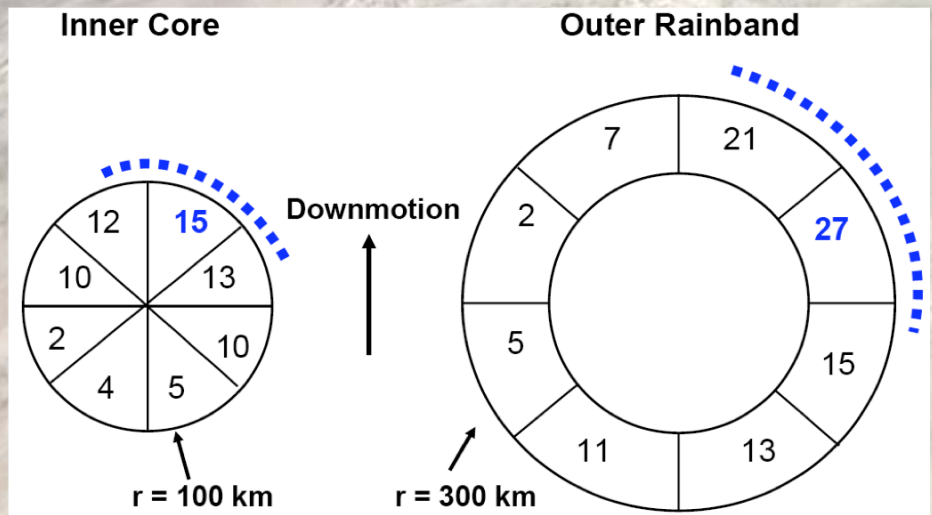 Inner Core
Outer Rainband
12 15
10 13
2 10
4 5
r = 100 km
Downmotion
7 21
2 27
5 15
11 13
r = 300 km